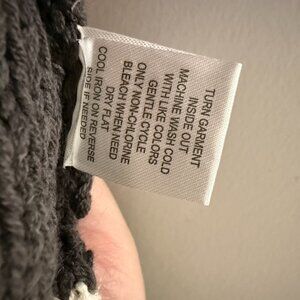 TURN GARMENT
INSIDE OUT
MACHINE WASH COLD
WITH LIKE COLORS
GENTLE CYCLE
ONLY NON-CHLORINE
BLEACH WHEN NEED
DRY FLAT
COOL IRON ON REVERSE
SIDE IF NEEDED